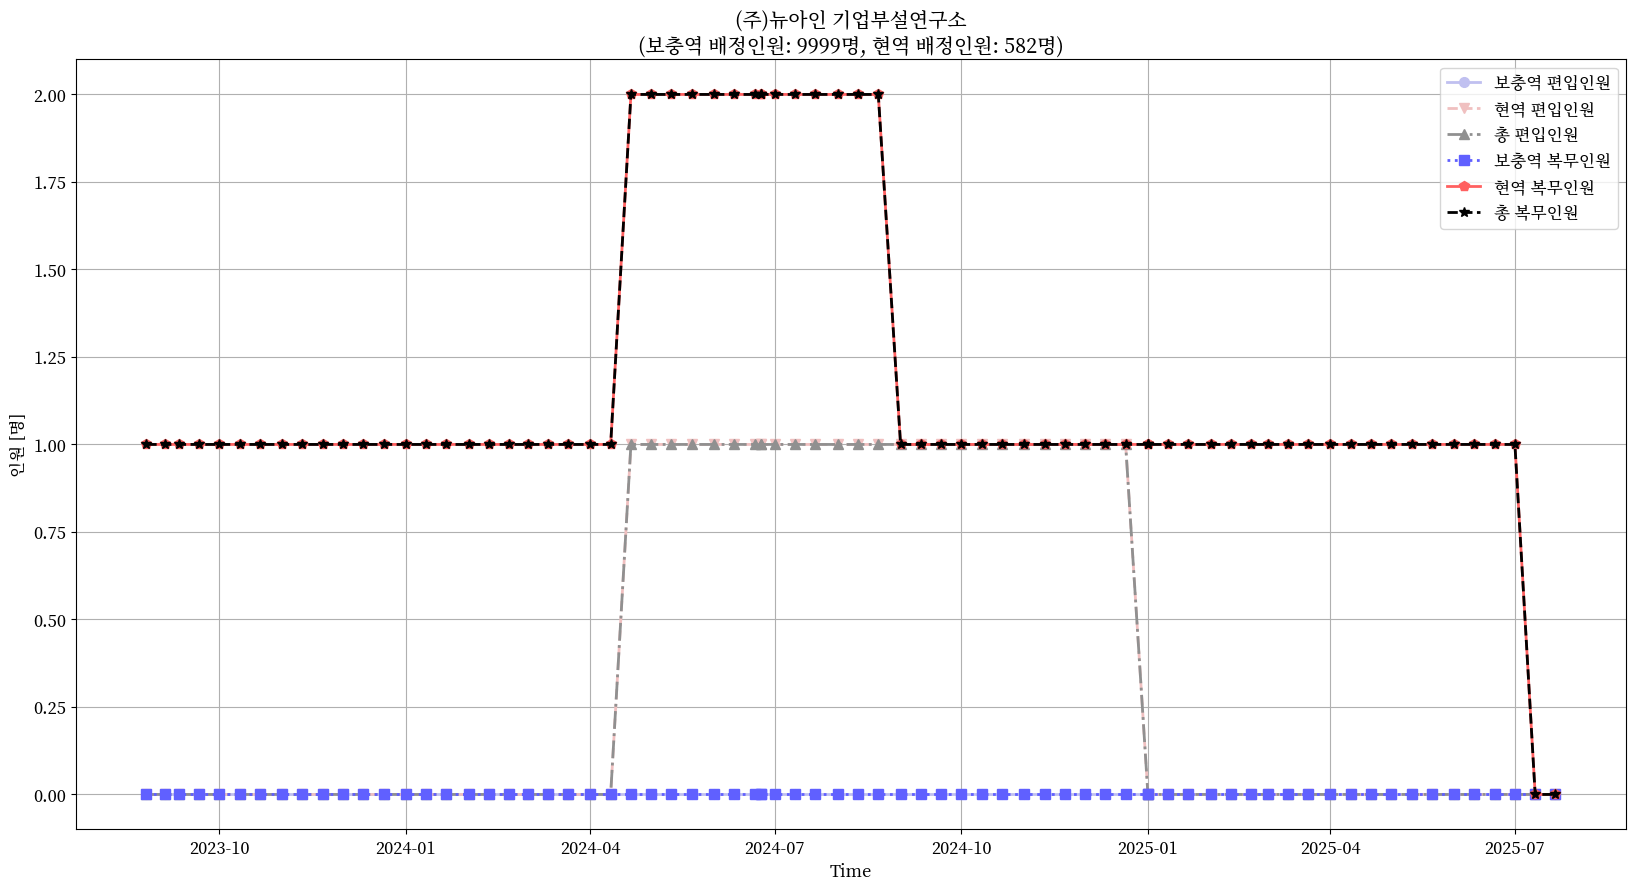 (주)뉴아인 기업부설연구소
(보충역 배정인원: 9999명, 현역 배정인원: 582명)
보충역 편입인원
현역 편입인원
총 편입인원
보충역 복무인원
현역 복무인원
총 복무인원
인원 [명]
2.00
1.75
1.50
1.25
1.00
0.75
0.50
0.25
0.00
2023-10 2024-01 2024-04 2024-07 2024-10 2025-01 2025-04 2025-07
Time